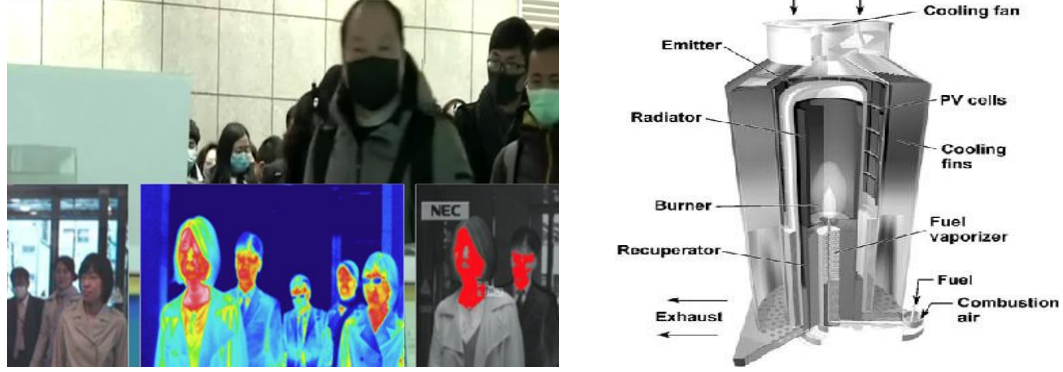 NEC
Cooling fan
Emitter
PV cells
Radiator
Cooling
fins
Burner
Fuel
vaporizer
Recuperator
Fuel
Combustion
air
Exhaust